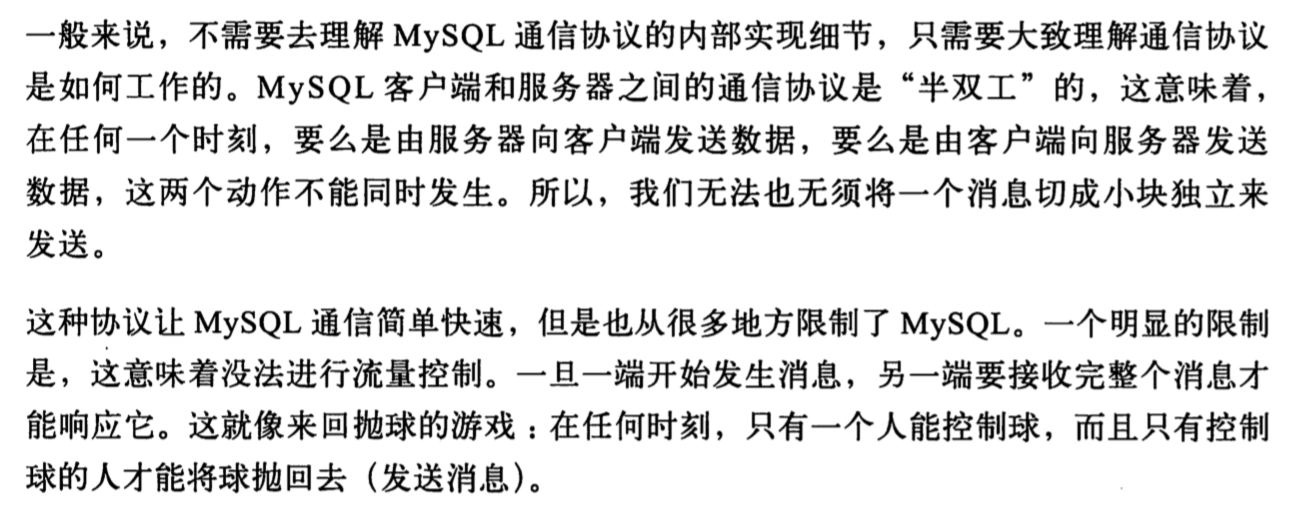 一般来说，不需要去理解 MySQL 通信协议的内部实现细节，只需要大致理解通信协议
是如何工作的。MySQL 客户端和服务器之间的通信协议是“半双工”的，这意味着，
在任何一个时刻，要么是由服务器向客户端发送数据，要么是由客户端向服务器发送
数据，这两个动作不能同时发生。所以，我们无法也无须将一个消息切成小块独立来
发送。
这种协议让 MySQL 通信简单快速，但是也从很多地方限制了 MySQL。一个明显的限制
是，这意味着没法进行流量控制。一旦一端开始发生消息，另一端要接收完整个消息才
能响应它。这就像来回抛球的游戏：在任何时刻，只有一个人能控制球，而且只有控制
球的人才能将球抛回去（发送消息）。